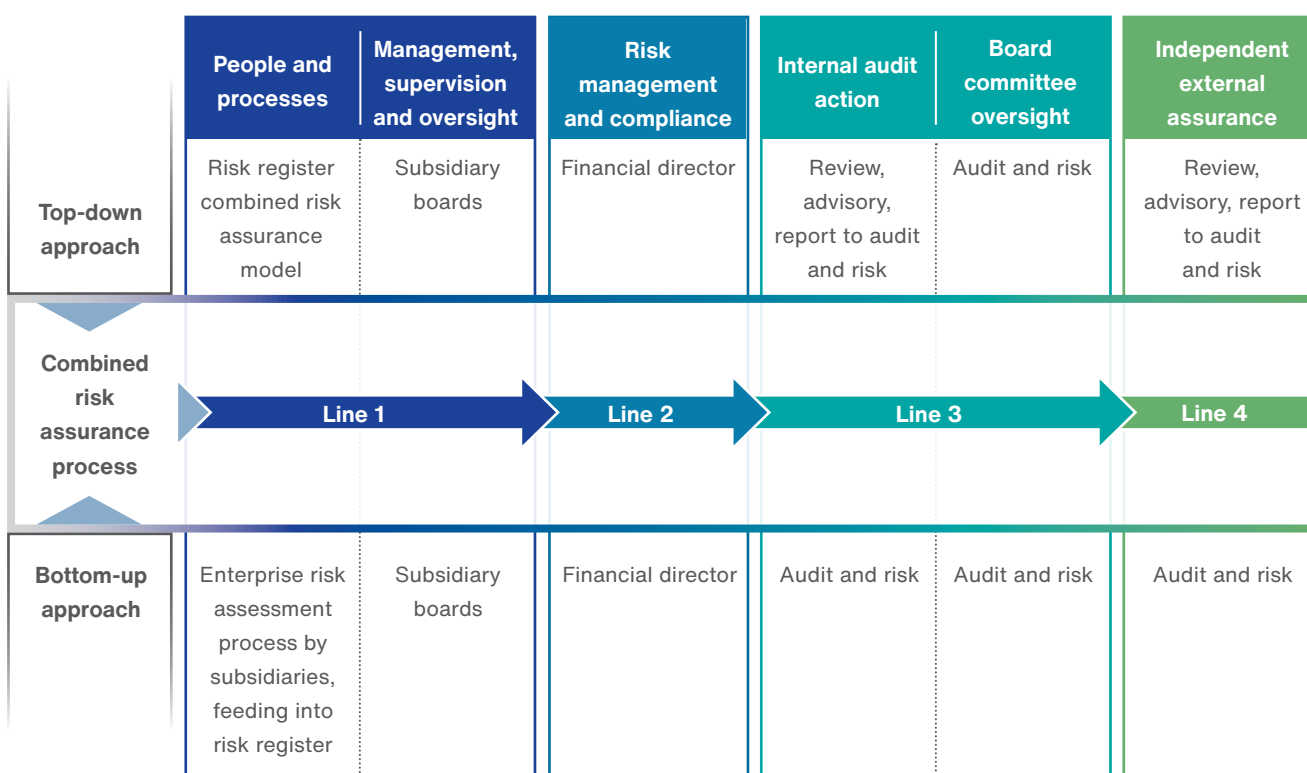 People and
processes
Management,
supervision
and oversight
Risk
management
and compliance
Internal audit
action
Board
committee
oversight
Independent
external
assurance
Top-down
approach
Risk register
combined risk
assurance
model
Subsidiary
boards
Financial director
Review,
advisory,
report to audit
and risk
Audit and risk
Review,
advisory, report
to audit
and risk
Combined
risk
assurance
process
Line 1
Line 2
Line 3
Line 4
Bottom-up
approach
Enterprise risk
assessment
process by
subsidiaries,
feeding into
risk register
Subsidiary
boards
Financial director
Audit and risk
Audit and risk
Audit and risk